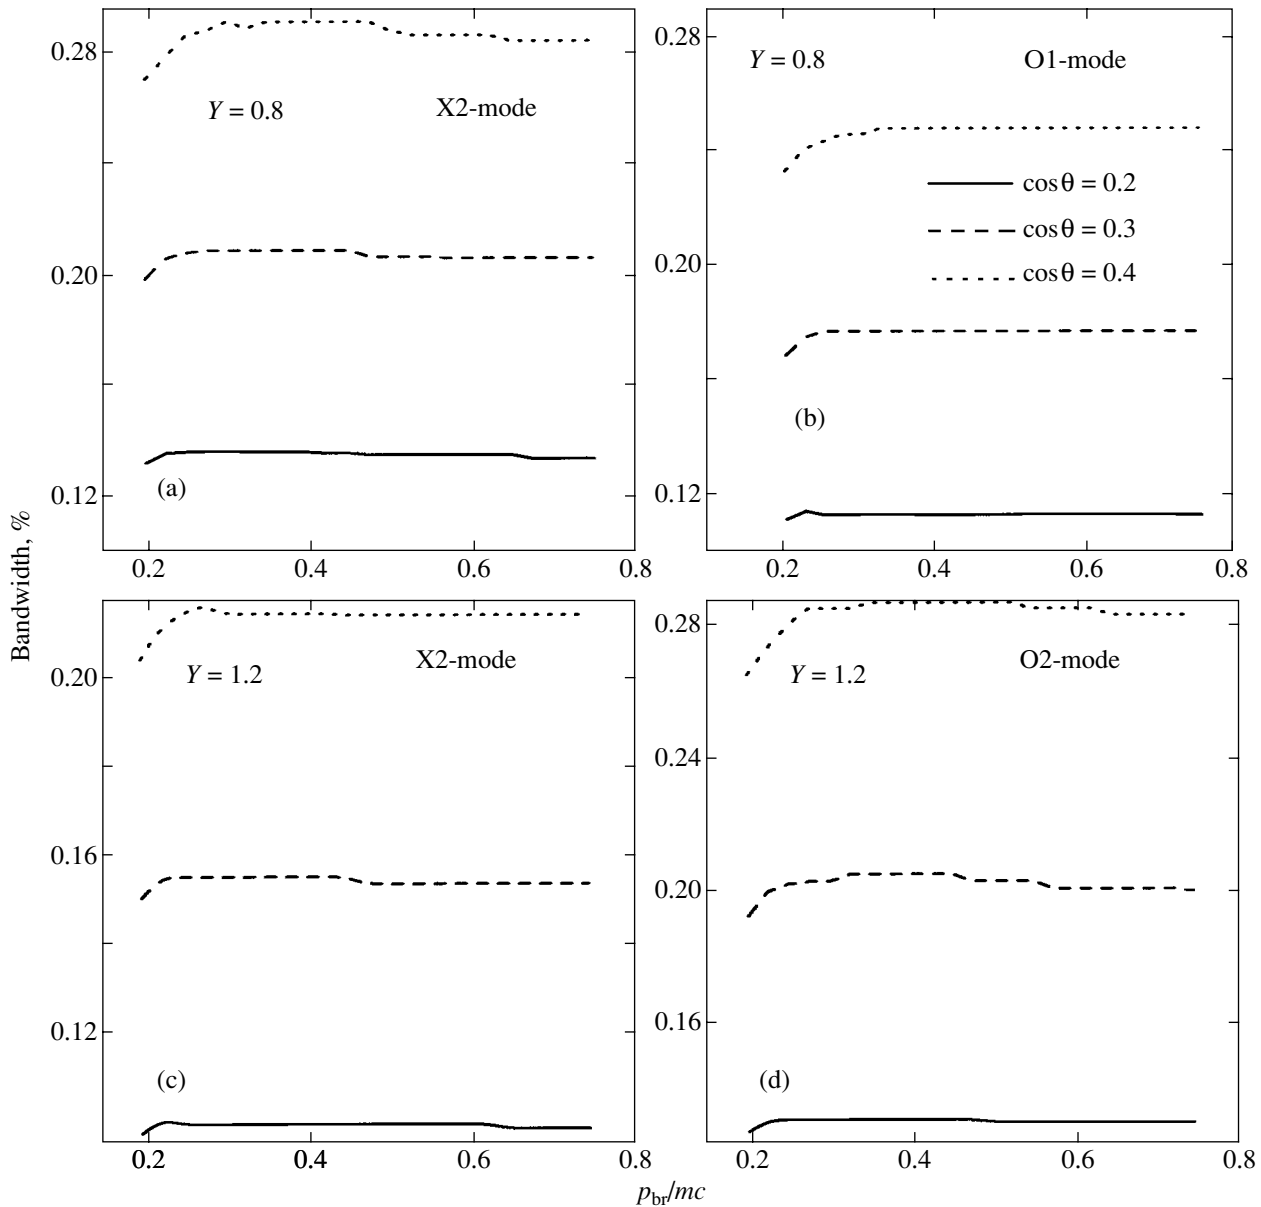 0.28
Y = 0.8
X2-mode
0.20
0.12
(a)
0.2
0.4
0.6
0.8
0.28
Y = 0.8
O1-mode
cos θ = 0.2
cos θ = 0.3
cos θ = 0.4
0.20
(b)
0.12
0.2
0.4
0.6
0.8
Bandwidth, %
0.20
Y = 1.2
X2-mode
0.16
0.12
(c)
0.2
0.4
0.6
0.8
0.28
Y = 1.2
O2-mode
0.24
0.20
0.16
(d)
0.2
0.4
0.6
0.8
p_br/mc